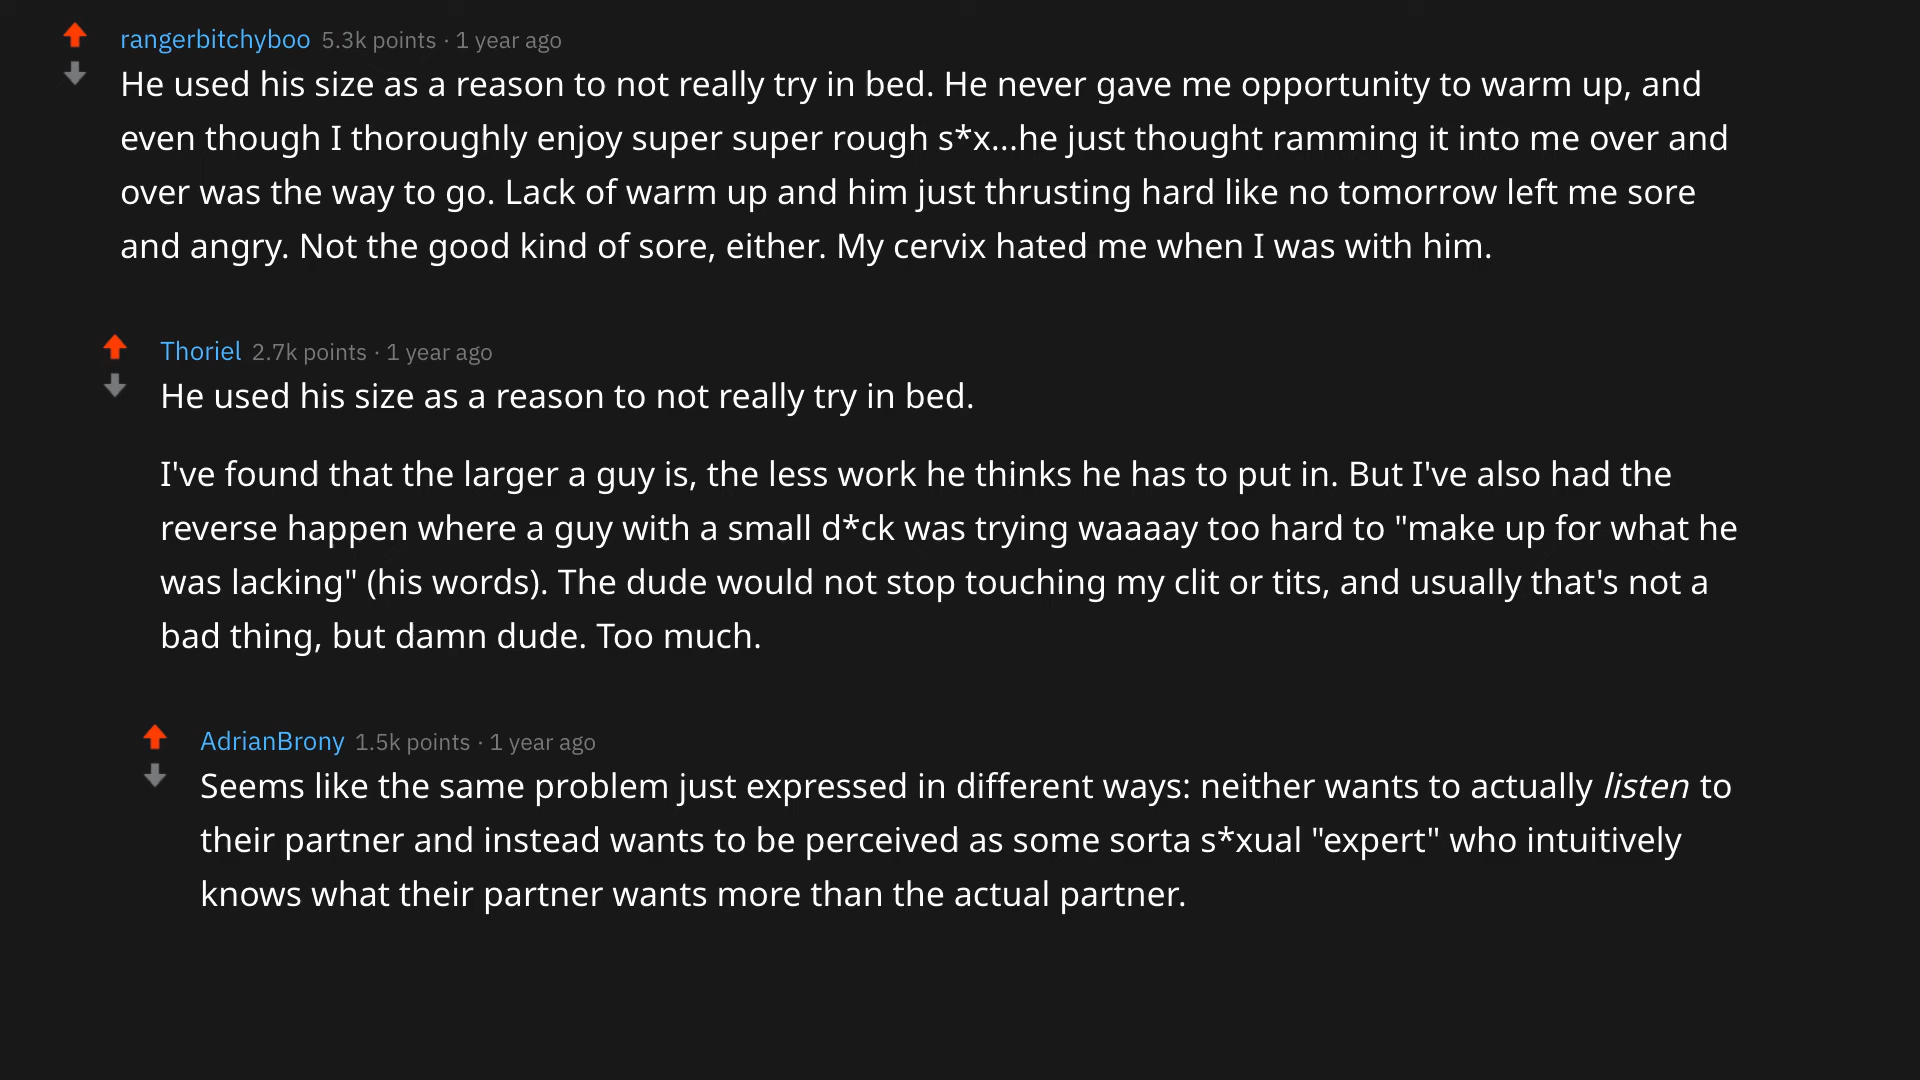 rangerbitchyboo 5.3k points · 1 year ago
He used his size as a reason to not really try in bed. He never gave me opportunity to warm up, and
even though I thoroughly enjoy super super rough s*x...he just thought ramming it into me over and
over was the way to go. Lack of warm up and him just thrusting hard like no tomorrow left me sore
and angry. Not the good kind of sore, either. My cervix hated me when I was with him.
Thoriel 2.7k points · 1 year ago
He used his size as a reason to not really try in bed.
I've found that the larger a guy is, the less work he thinks he has to put in. But I've also had the
reverse happen where a guy with a small d*ck was trying waaaay too hard to "make up for what he
was lacking" (his words). The dude would not stop touching my clit or tits, and usually that's not a
bad thing, but damn dude. Too much.
AdrianBrony 1.5k points · 1 year ago
Seems like the same problem just expressed in different ways: neither wants to actually listen to
their partner and instead wants to be perceived as some sorta s*xual "expert" who intuitively
knows what their partner wants more than the actual partner.